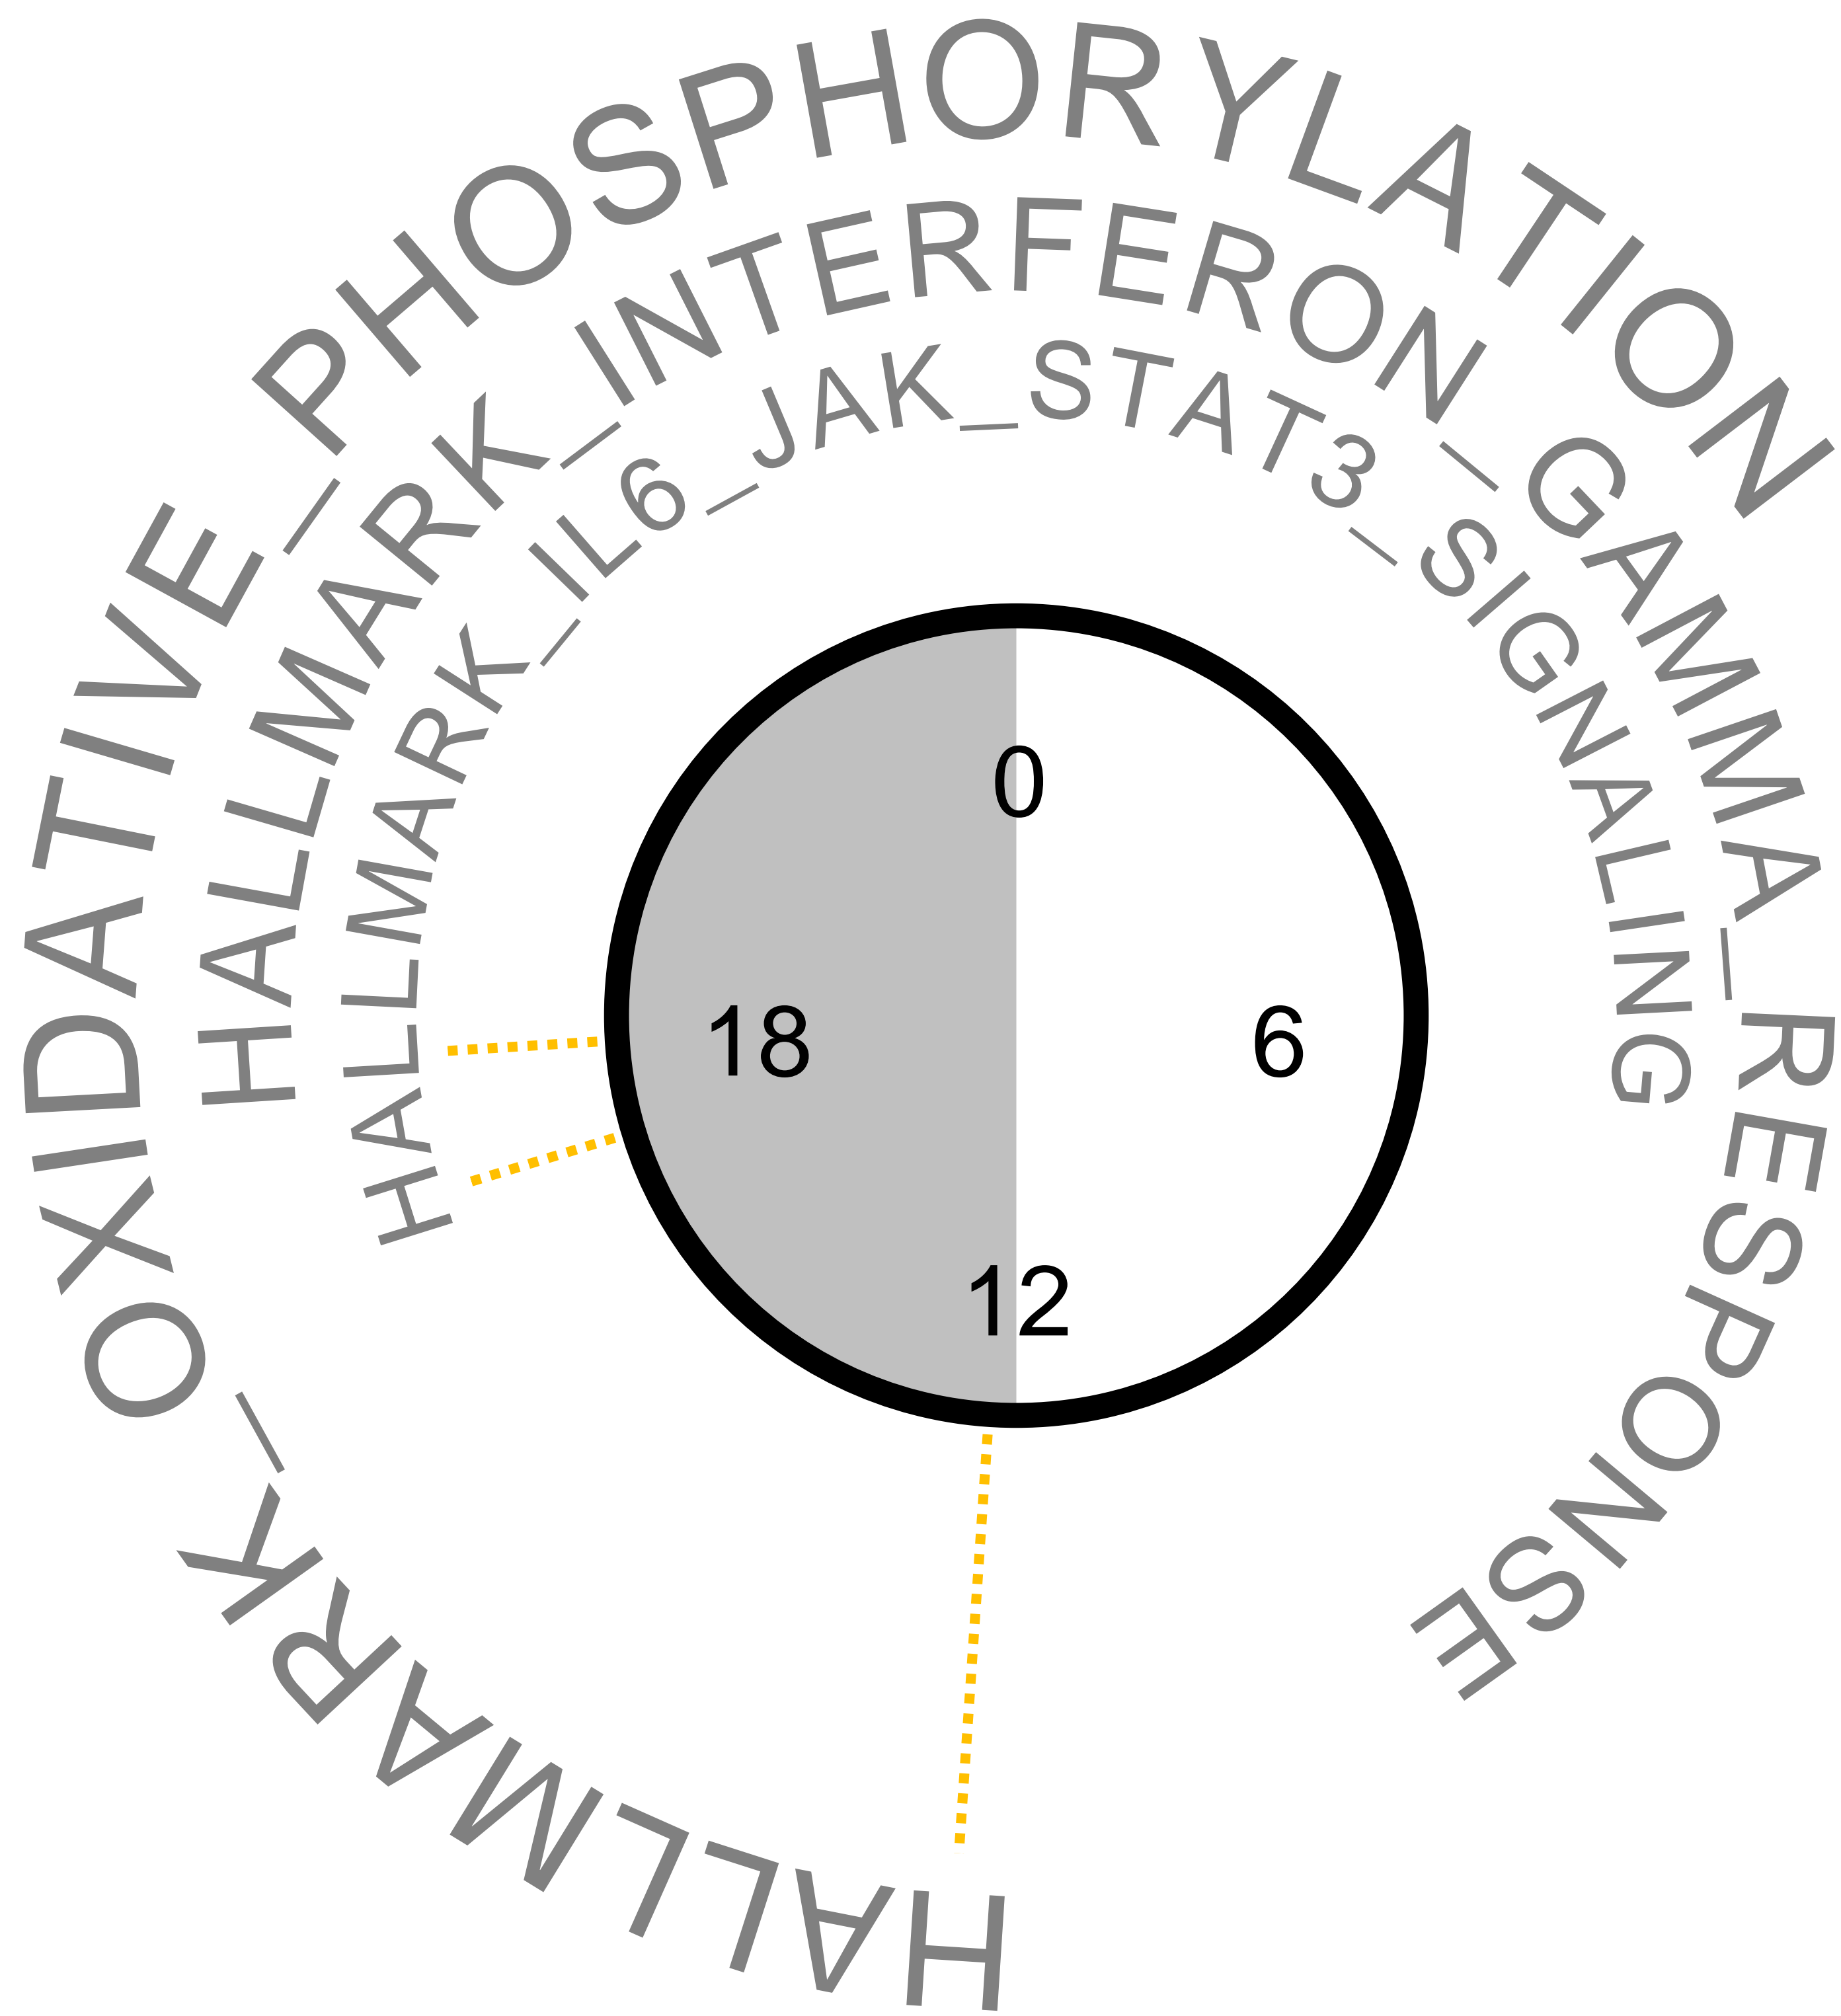 HALLMARK_OXIDATIVE_PHOSPHORYLATION
HALLMARK_INTERFERON_GAMMA_RESPONSE
HALLMARK_IL6_JAK_STAT3_SIGNALING
0
18
6
12